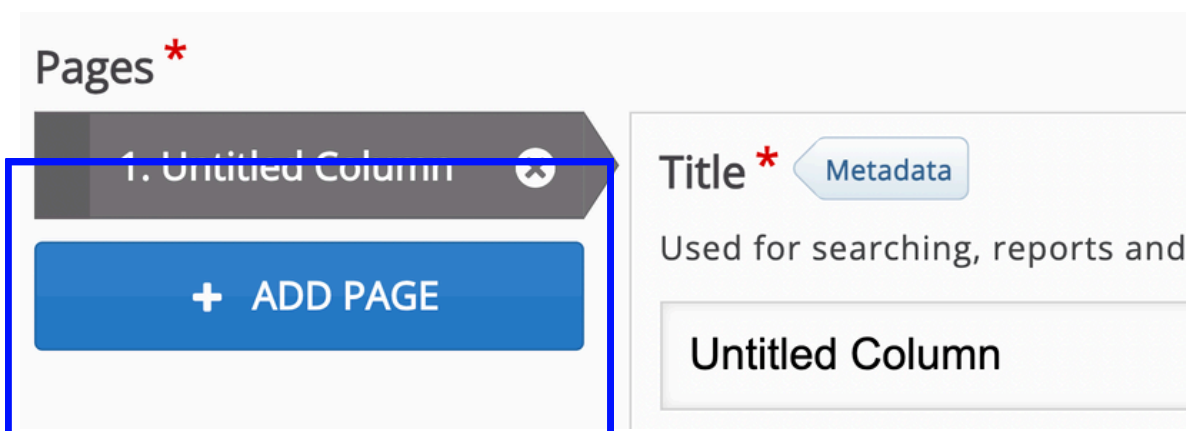 Pages *
1. Untitled Column
+ ADD PAGE
Title * Metadata
Used for searching, reports and
Untitled Column